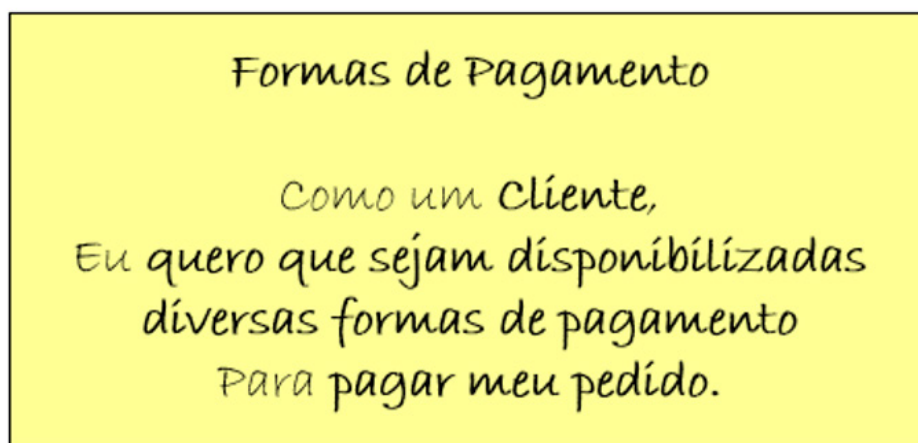 Formas de Pagamento
Como um Cliente,
Eu quero que sejam disponibilizadas
diversas formas de pagamento
Para pagar meu pedido.